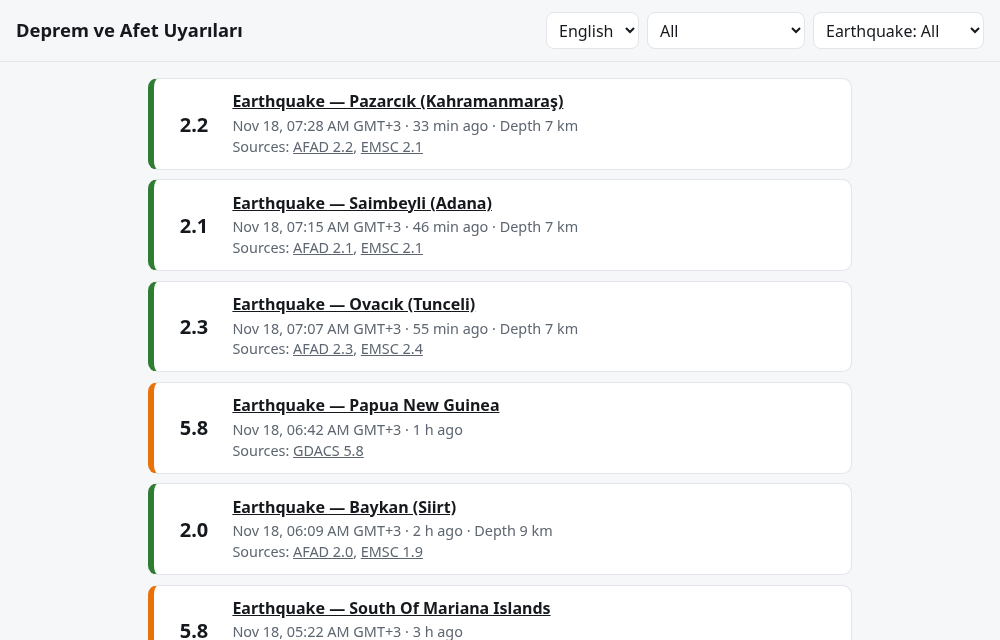 Deprem ve Afet Uyarıları
English
All
Earthquake: All
2.2
Earthquake — Pazarcık (Kahramanmaraş)
Nov 18, 07:28 AM GMT+3 · 33 min ago · Depth 7 km
Sources: AFAD 2.2, EMSC 2.1
2.1
Earthquake — Saimbeyli (Adana)
Nov 18, 07:15 AM GMT+3 · 46 min ago · Depth 7 km
Sources: AFAD 2.1, EMSC 2.1
2.3
Earthquake — Ovacık (Tunceli)
Nov 18, 07:07 AM GMT+3 · 55 min ago · Depth 7 km
Sources: AFAD 2.3, EMSC 2.4
5.8
Earthquake — Papua New Guinea
Nov 18, 06:42 AM GMT+3 · 1 h ago
Sources: GDACS 5.8
2.0
Earthquake — Baykan (Siirt)
Nov 18, 06:09 AM GMT+3 · 2 h ago · Depth 9 km
Sources: AFAD 2.0, EMSC 1.9
5.8
Earthquake — South Of Mariana Islands
Nov 18, 05:22 AM GMT+3 · 3 h ago